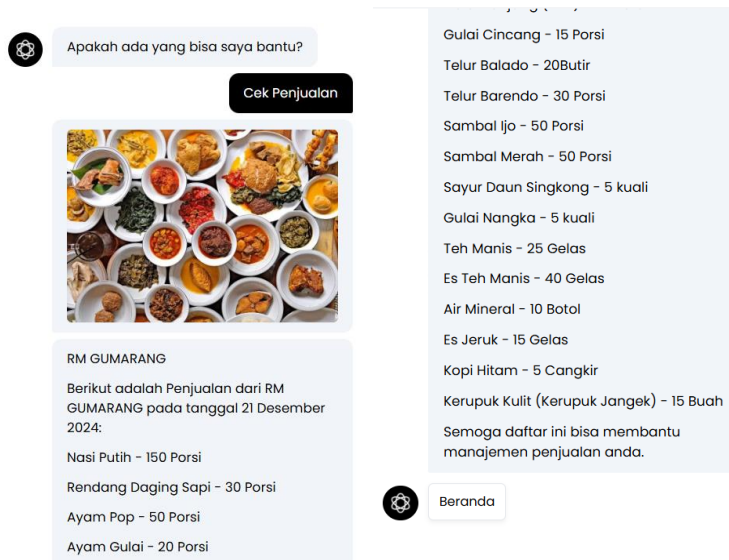 Apakah ada yang bisa saya bantu?
Cek Penjualan
RM GUMARANG
Berikut adalah Penjualan dari RM
GUMARANG pada tanggal 21 Desember
2024:
Nasi Putih - 150 Porsi
Rendang Daging Sapi - 30 Porsi
Ayam Pop - 50 Porsi
Ayam Gulai - 20 Porsi
Gulai Cincang - 15 Porsi
Telur Balado - 20Butir
Telur Barendo - 30 Porsi
Sambal Ijo - 50 Porsi
Sambal Merah - 50 Porsi
Sayur Daun Singkong - 5 kuali
Gulai Nangka - 5 kuali
Teh Manis - 25 Gelas
Es Teh Manis - 40 Gelas
Air Mineral - 10 Botol
Es Jeruk - 15 Gelas
Kopi Hitam - 5 Cangkir
Kerupuk Kulit (Kerupuk Jangek) - 15 Buah
Semoga daftar ini bisa membantu
manajemen penjualan anda.
Beranda